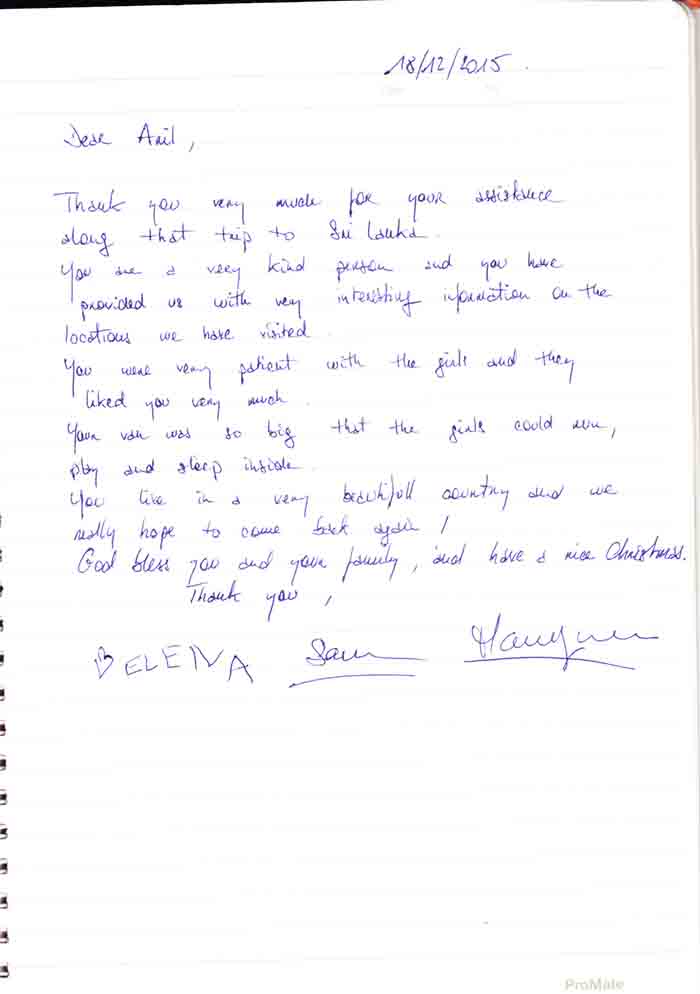 18/12/2015.
Dear Anil,
Thank you very much for your assistance
along that trip to Sri Lanka.
You are a very kind person and you have
provided us with very interesting information on the
locations we have visited.
You were very patient with the girls and they
liked you very much.
Your van was so big that the girls could run,
play and sleep inside.
You live in a very beautifull country and we
really hope to come back again!
God bless you and your family, and have a nice Christmas.
Thank you,
ProMate